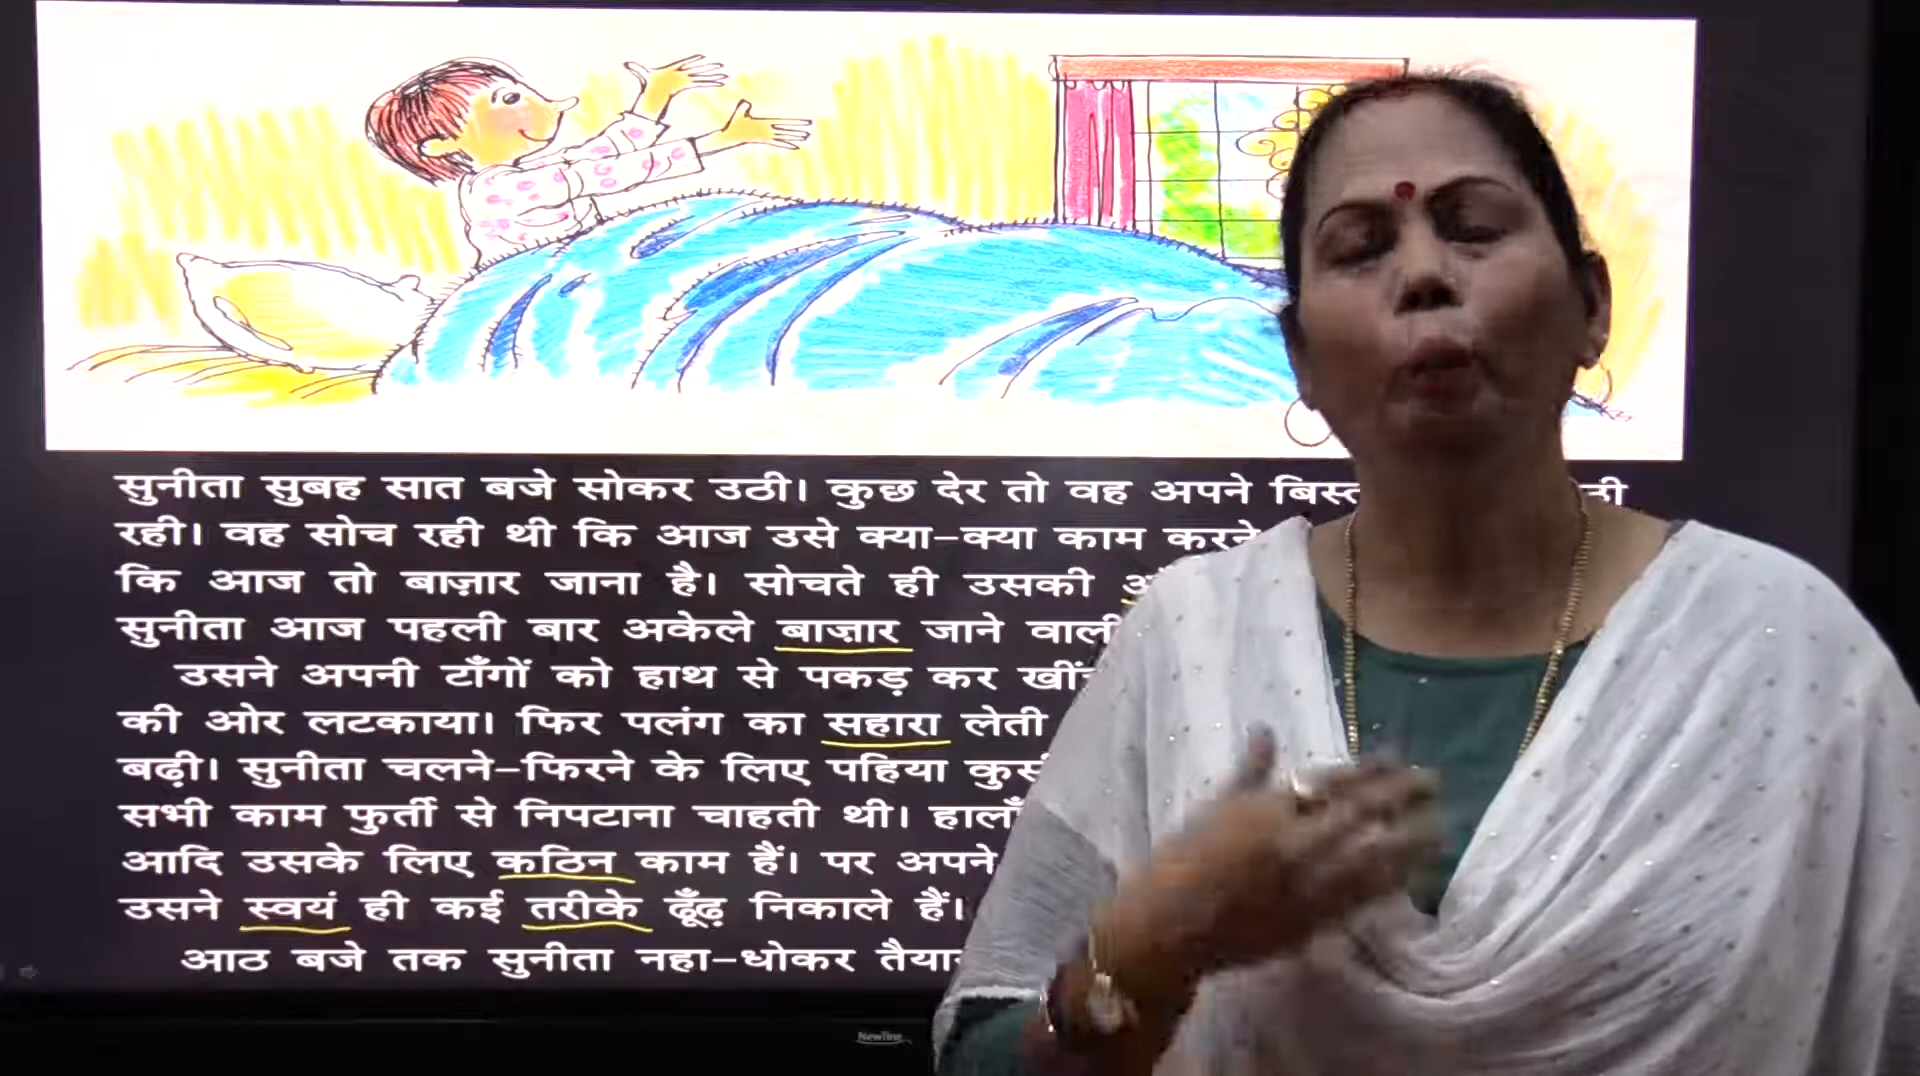 सुनीता सुबह सात बजे सोकर उठी। कुछ देर तो वह अपने
रही। वह सोच रही थी कि आज उसे क्या–क्या काम करने
कि आज तो बाज़ार जाना है। सोचते ही उसकी
सुनीता आज पहली बार अकेले बाज़ार जाने वाली
उसने अपनी टाँगों को हाथ से पकड़ कर
की ओर लटकाया। फिर पलंग का सहारा लेती
बढ़ी। सुनीता चलने–फिरने के लिए पहिया
सभी काम फुर्ती से निपटाना चाहती थी।
आदि उसके लिए कठिन काम हैं। पर अपने
उसने स्वयं ही कई तरीके ढूँढ़ निकाले हैं।
आठ बजे तक सुनीता नहा–धोकर
NewTine